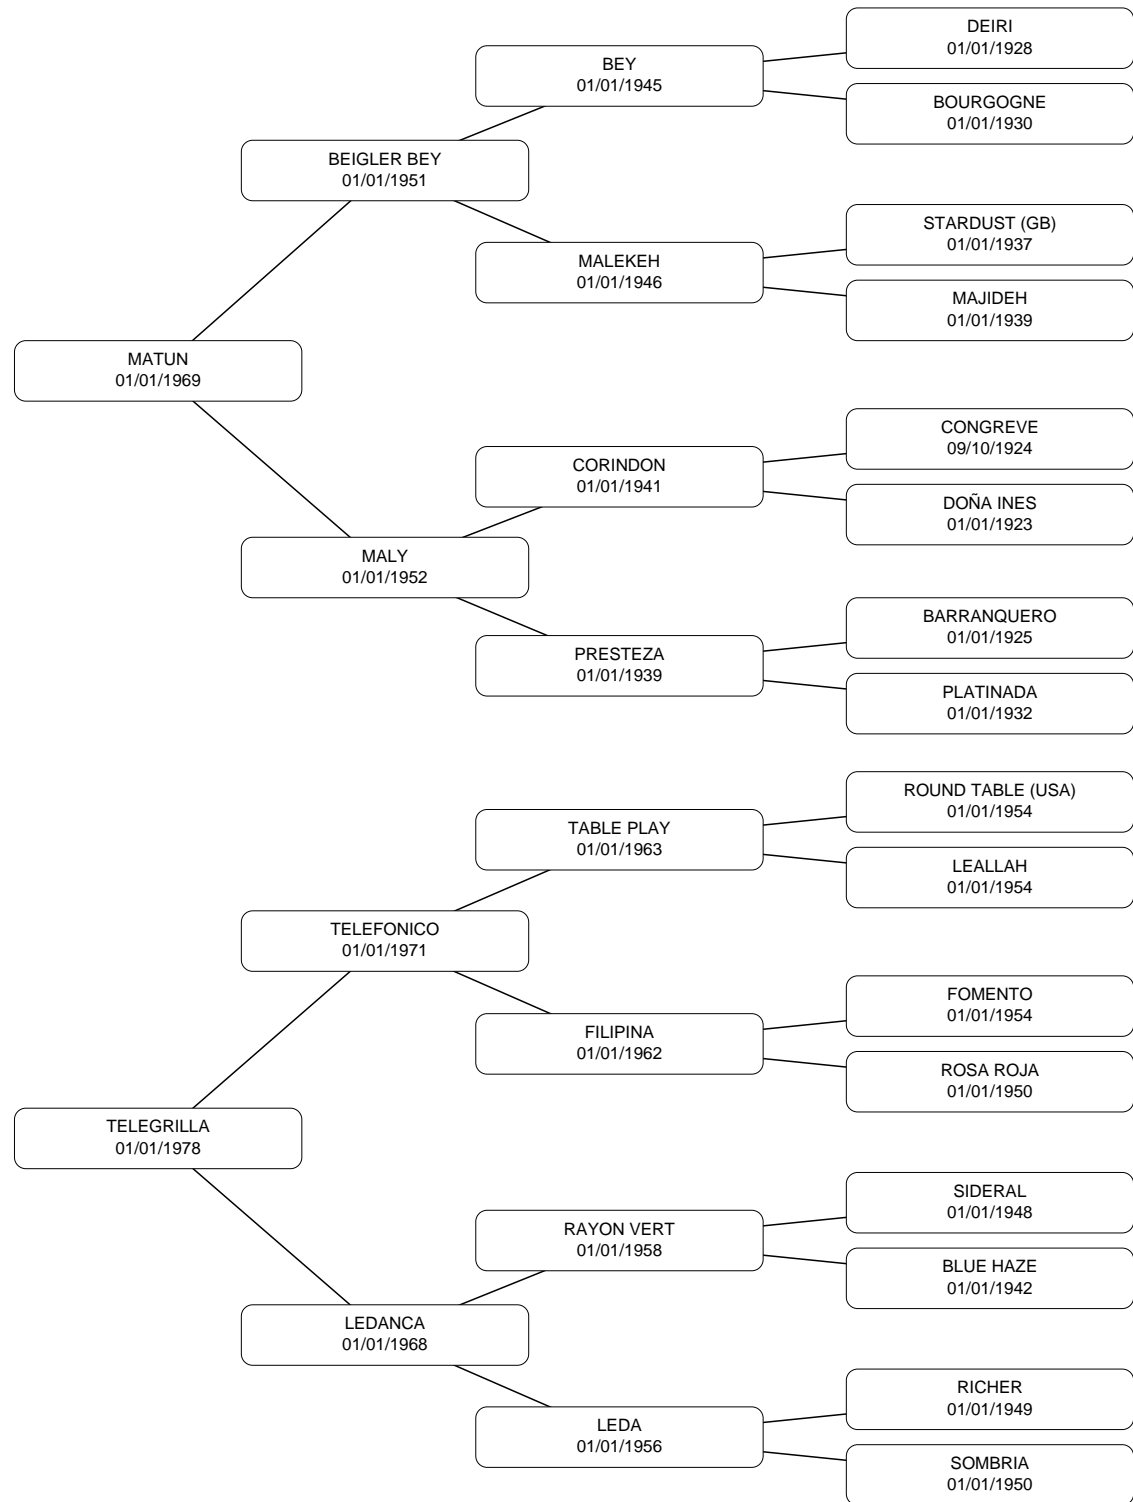 DEIRI
01/01/1928
BEY
01/01/1945
BOURGOGNE
01/01/1930
BEIGLER BEY
01/01/1951
STARDUST (GB)
01/01/1937
MALEKEH
01/01/1946
MAJIDEH
01/01/1939
MATUN
01/01/1969
CONGREVE
09/10/1924
CORINDON
01/01/1941
DOÑA INES
01/01/1923
MALY
01/01/1952
BARRANQUERO
01/01/1925
PRESTEZA
01/01/1939
PLATINADA
01/01/1932
ROUND TABLE (USA)
01/01/1954
TABLE PLAY
01/01/1963
LEALLAH
01/01/1954
TELEFONICO
01/01/1971
FOMENTO
01/01/1954
FILIPINA
01/01/1962
ROSA ROJA
01/01/1950
TELEGRILLA
01/01/1978
SIDERAL
01/01/1948
RAYON VERT
01/01/1958
BLUE HAZE
01/01/1942
LEDANCA
01/01/1968
RICHER
01/01/1949
LEDA
01/01/1956
SOMBRIA
01/01/1950